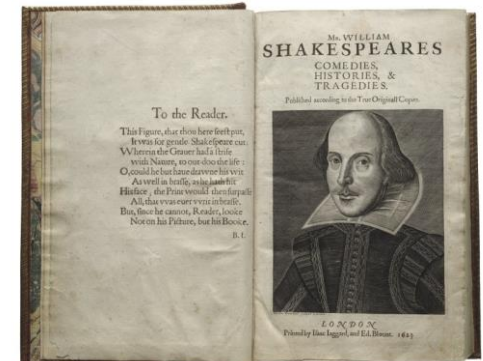 To the Reader.
This Figure, that thou here seest put,
It was for gentle Shakespeare cut:
Wherein the Grauer had a strife
with Nature, to out-doo the life:
O, could he but haue drawne his wit
As well in brasse, as he hath hit
His face, the Print would then surpasse
All, that vvas euer vvrit in brasse.
But, since he cannot, Reader, looke
Not on his Picture, but his Booke.
B. I.
Mr. WILLIAM
SHAKESPEARES
COMEDIES,
HISTORIES, &
TRAGEDIES.
Published according to the True Originall Copies.
LONDON
Printed by Isaac Iaggard, and Ed. Blount. 1623